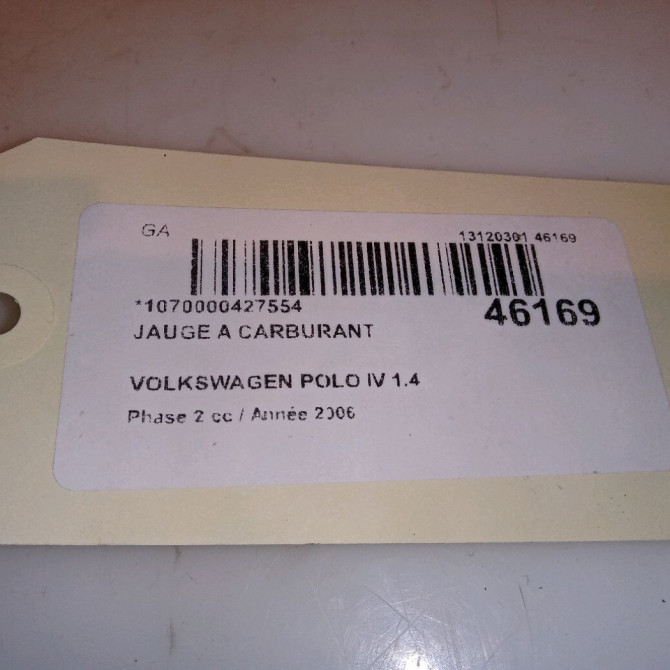 GA
13120301 46169
*1070000427554
46169
JAUGE A CARBURANT
VOLKSWAGEN POLO IV 1.4
Phase 2 cc / Année 2006